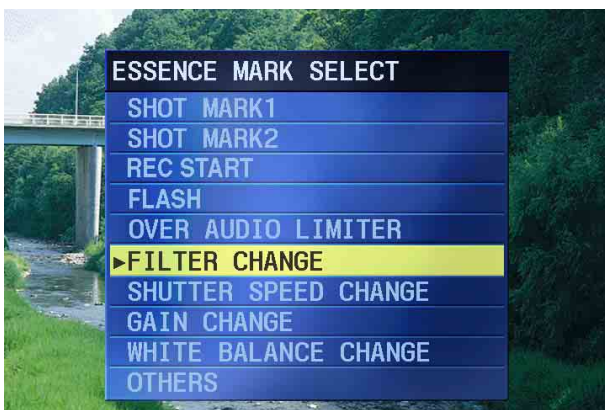 ESSENCE MARK SELECT
SHOT MARK1
SHOT MARK2
REC START
FLASH
OVER AUDIO LIMITER
►FILTER CHANGE
SHUTTER SPEED CHANGE
GAIN CHANGE
WHITE BALANCE CHANGE
OTHERS